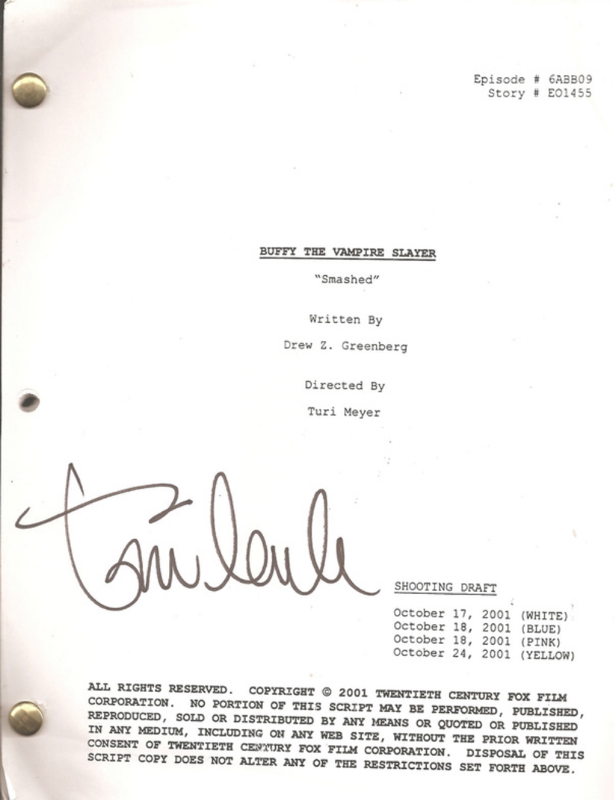 Episode # 6ABB09
Story # EO1455
BUFFY THE VAMPIRE SLAYER
"Smashed"
Written By
Drew Z. Greenberg
Directed By
Turi Meyer
SHOOTING DRAFT
October 17, 2001 (WHITE)
October 18, 2001 (BLUE)
October 18, 2001 (PINK)
October 24, 2001 (YELLOW)
ALL RIGHTS RESERVED. COPYRIGHT © 2001 TWENTIETH CENTURY FOX FILM
CORPORATION. NO PORTION OF THIS SCRIPT MAY BE PERFORMED, PUBLISHED,
REPRODUCED, SOLD OR DISTRIBUTED BY ANY MEANS OR QUOTED OR PUBLISHED
IN ANY MEDIUM, INCLUDING ON ANY WEB SITE, WITHOUT THE PRIOR WRITTEN
CONSENT OF TWENTIETH CENTURY FOX FILM CORPORATION. DISPOSAL OF THIS
SCRIPT COPY DOES NOT ALTER ANY OF THE RESTRICTIONS SET FORTH ABOVE.